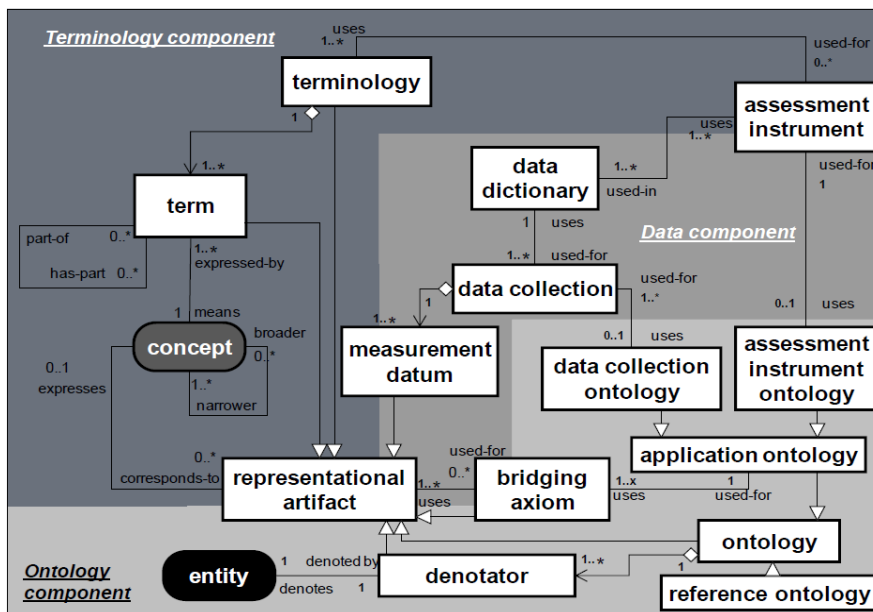 Terminology component
uses
1..*
used-for
0..*
terminology
1
assessment
instrument
uses
1..*
1..*
data
dictionary
1..*
used-in
used-for
1
term
part-of
0..*
has-part
0..*
1..*
expressed-by
1
uses
Data component
1..*
used-for
data collection
used-for
1..*
1
1 means
concept
broader
0..*
0..1
expresses
1..*
narrower
1..*
measurement
datum
0..1
uses
data collection
ontology
0..1 uses
assessment
instrument
ontology
application ontology
0..*
corresponds-to
representational
artifact
used-for
0..*
1..*
uses
bridging
axiom
1..x
uses
1
used-for
ontology
1
Ontology
component
entity
1 denoted by
denotes 1
denotator
1..*
reference ontology